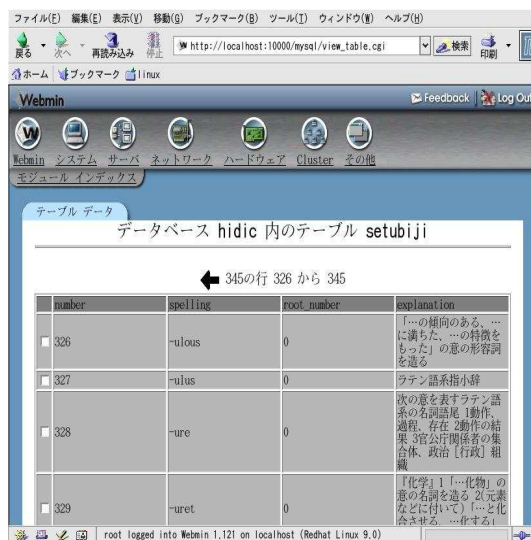 ファイル(F) 編集(E) 表示(V) 移動(G) ブックマーク(B) ツール(T) ウィンドウ(W) ヘルプ(H)
戻る 次へ 再読み込み 停止 http://localhost:10000/mysql/view_table.cgi 検索 印刷
ホーム ブックマーク linux
Webmin Feedback Log Out
Webmin システム サーバ ネットワーク ハードウェア Cluster その他
モジュール インデックス
テーブル データ
データベース hidic 内のテーブル setubiji
345の行 326 から 345
number spelling root_number explanation
326 -ulous 0 「…の傾向のある、…
に満ちた、…の特徴を
もった」の意の形容詞
を造る
327 -ulus 0 ラテン語系指小辞
328 -ure 0 次の意を表すラテン語
系の名詞語尾 1動作、
過程、存在 2動作の結
果 3官公庁関係者の集
合体、政治［行政］組
織
329 -uret 0 『化学』1「…化物」の
意の名詞を造る 2(元素
などに付いて)「…と化
合させる、…化する」
root logged into Webmin 1.121 on localhost (Redhat Linux 9.0)